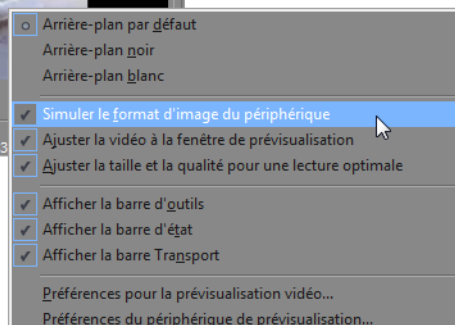 Arrière-plan par défaut
Arrière-plan noir
Arrière-plan blanc
Simuler le format d'image du périphérique
Ajuster la vidéo à la fenêtre de prévisualisation
Ajuster la taille et la qualité pour une lecture optimale
Afficher la barre d'outils
Afficher la barre d'état
Afficher la barre Transport
Préférences pour la prévisualisation vidéo...
Préférences du périphérique de prévisualisation...